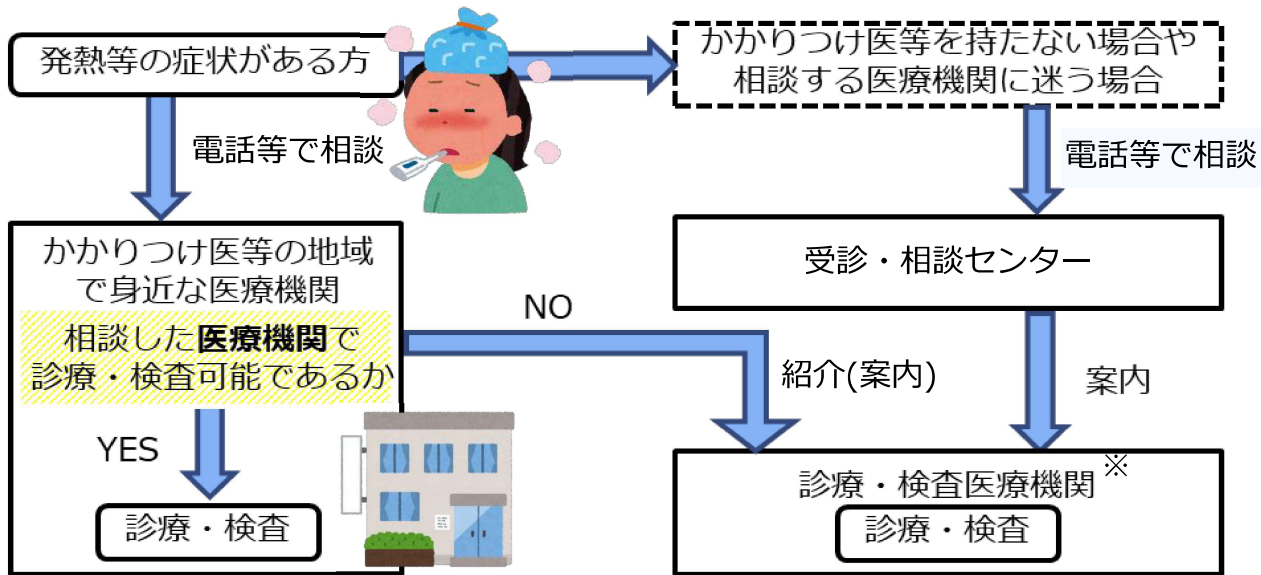 発熱等の症状がある方
かかりつけ医等を持たない場合や
相談する医療機関に迷う場合
電話等で相談
電話等で相談
かかりつけ医等の地域
で身近な医療機関
相談した医療機関で
診療・検査可能であるか
YES
診療・検査
NO
紹介(案内)
受診・相談センター
案内
診療・検査医療機関※
診療・検査